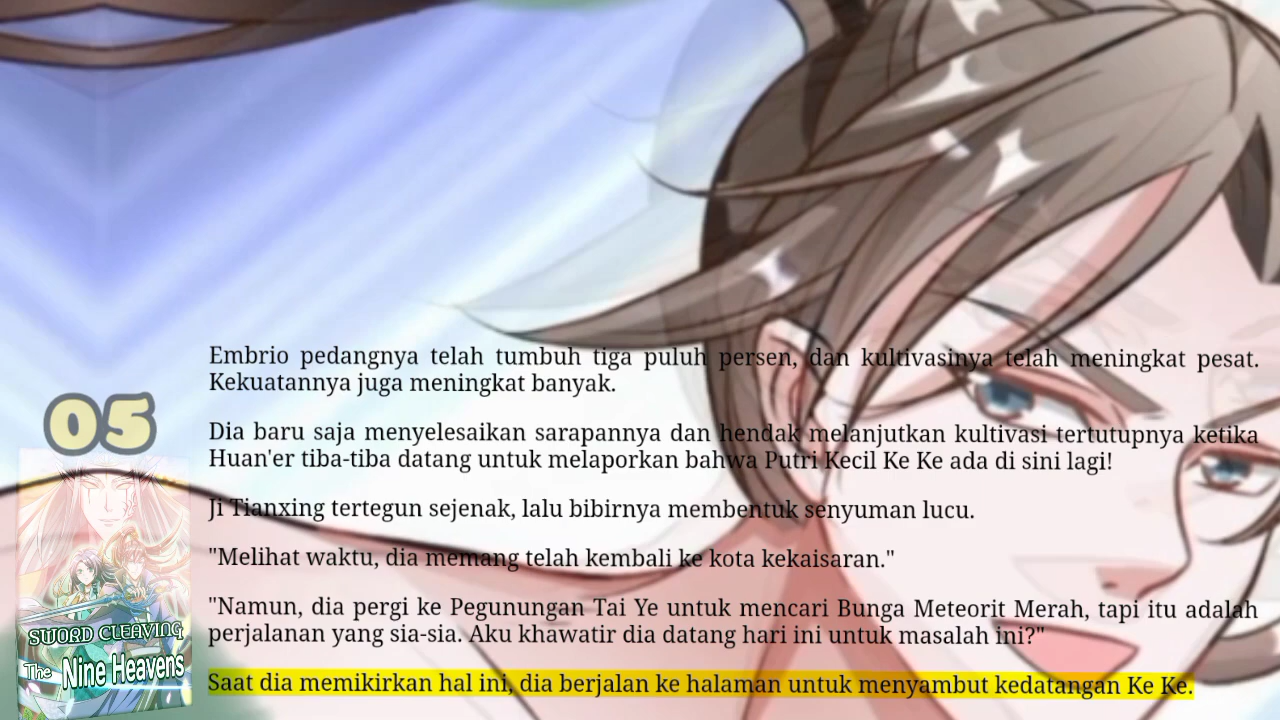 Embrio pedangnya telah tumbuh tiga puluh persen, dan kultivasinya telah meningkat pesat.
Kekuatannya juga meningkat banyak.
Dia baru saja menyelesaikan sarapannya dan hendak melanjutkan kultivasi tertutupnya ketika
Huan'er tiba-tiba datang untuk melaporkan bahwa Putri Kecil Ke Ke ada di sini lagi!
Ji Tianxing tertegun sejenak, lalu bibirnya membentuk senyuman lucu.
"Melihat waktu, dia memang telah kembali ke kota kekaisaran."
"Namun, dia pergi ke Pegunungan Tai Ye untuk mencari Bunga Meteorit Merah, tapi itu adalah
perjalanan yang sia-sia. Aku khawatir dia datang hari ini untuk masalah ini?"
Saat dia memikirkan hal ini, dia berjalan ke halaman untuk menyambut kedatangan Ke Ke.
05
SWORD CLEAVING
The Nine Heavens